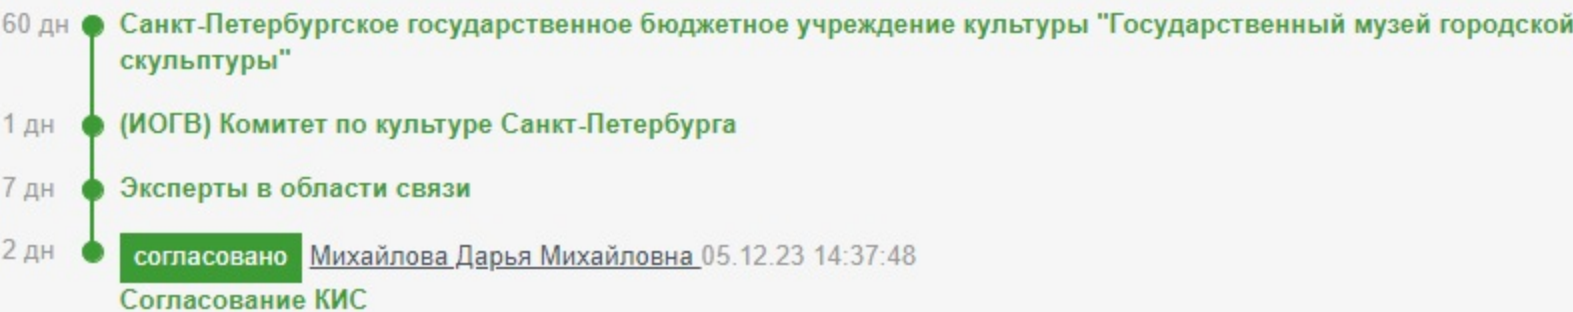 60 дн Санкт-Петербургское государственное бюджетное учреждение культуры "Государственный музей городской
скульптуры"
1 дн (ИОГВ) Комитет по культуре Санкт-Петербурга
7 дн Эксперты в области связи
2 дн согласовано Михайлова Дарья Михайловна 05.12.23 14:37:48
Согласование КИС